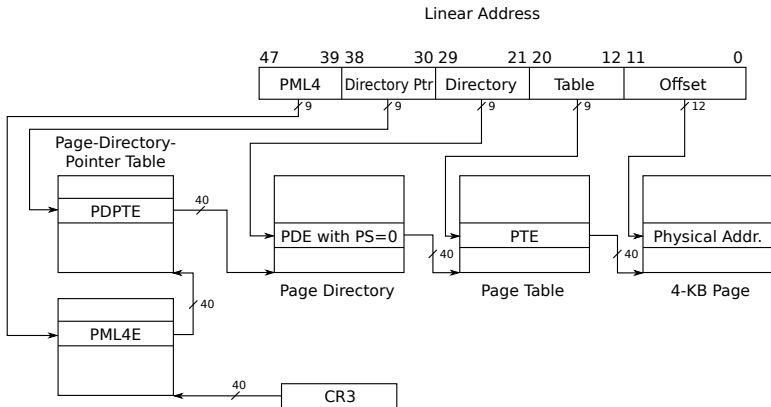 Linear Address
47 39 38 30 29 21 20 12 11 0
PML4 Directory Ptr Directory Table Offset
9 9 9 9 12
Page-Directory-
Pointer Table
PDPTE
40
PDE with PS=0
40
PTE
40
Physical Addr.
Page Directory
Page Table
4-KB Page
40
PML4E
40
CR3